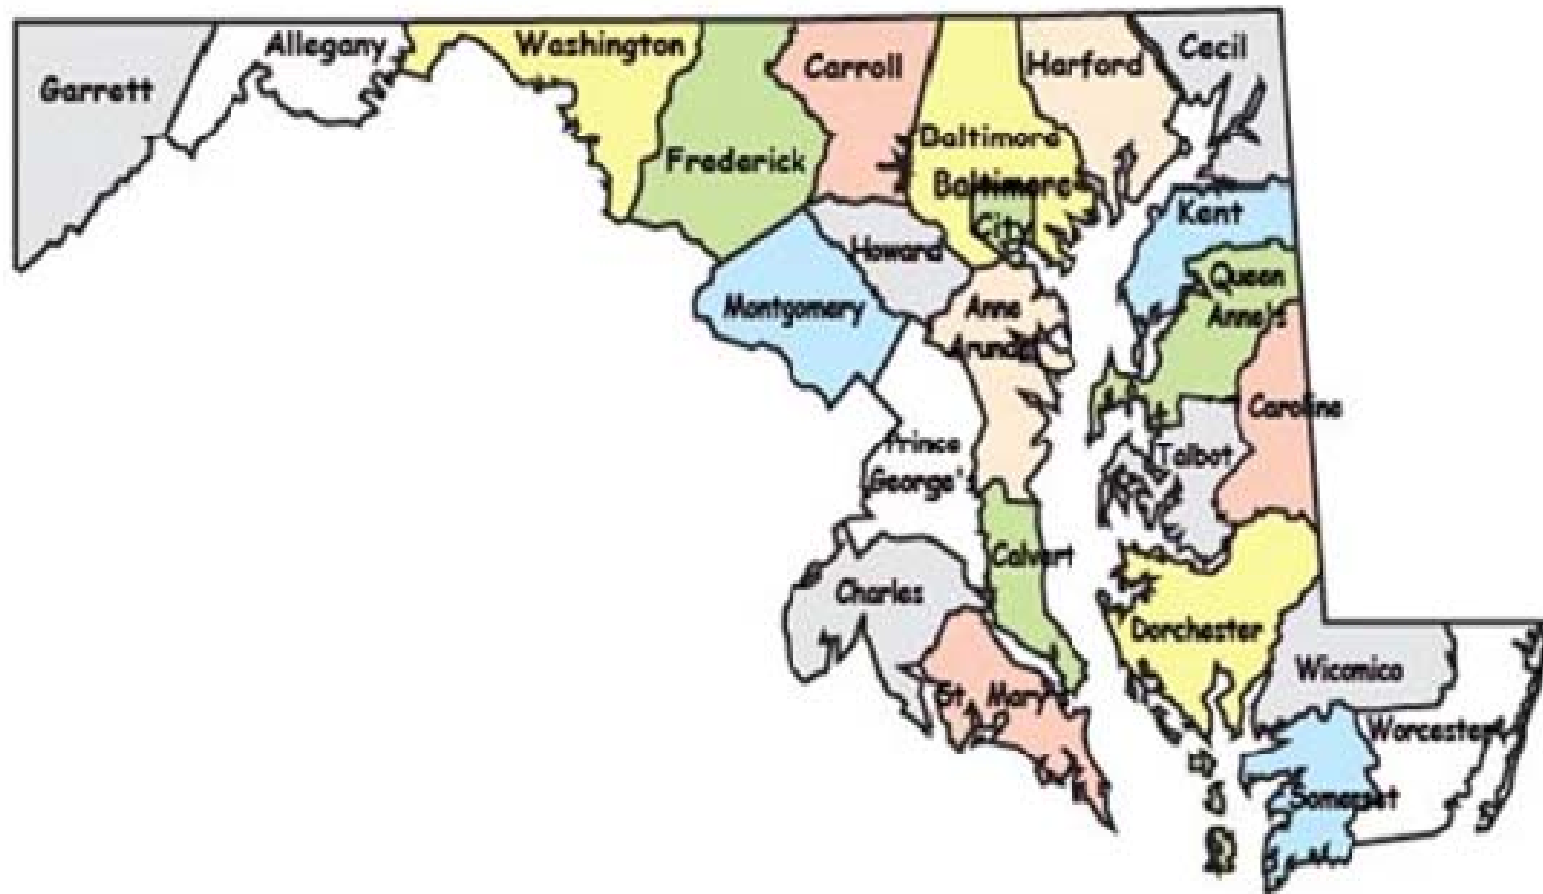 Garrett
Allegany
Washington
Frederick
Carroll
Baltimore
Harford
Cecil
Baltimore
City
Kent
Howard
Queen
Anne's
Montgomery
Anne
Arundel
Caroline
Prince
George's
Talbot
Calvert
Charles
Dorchester
St. Mary's
Wicomico
Worcester
Somerset